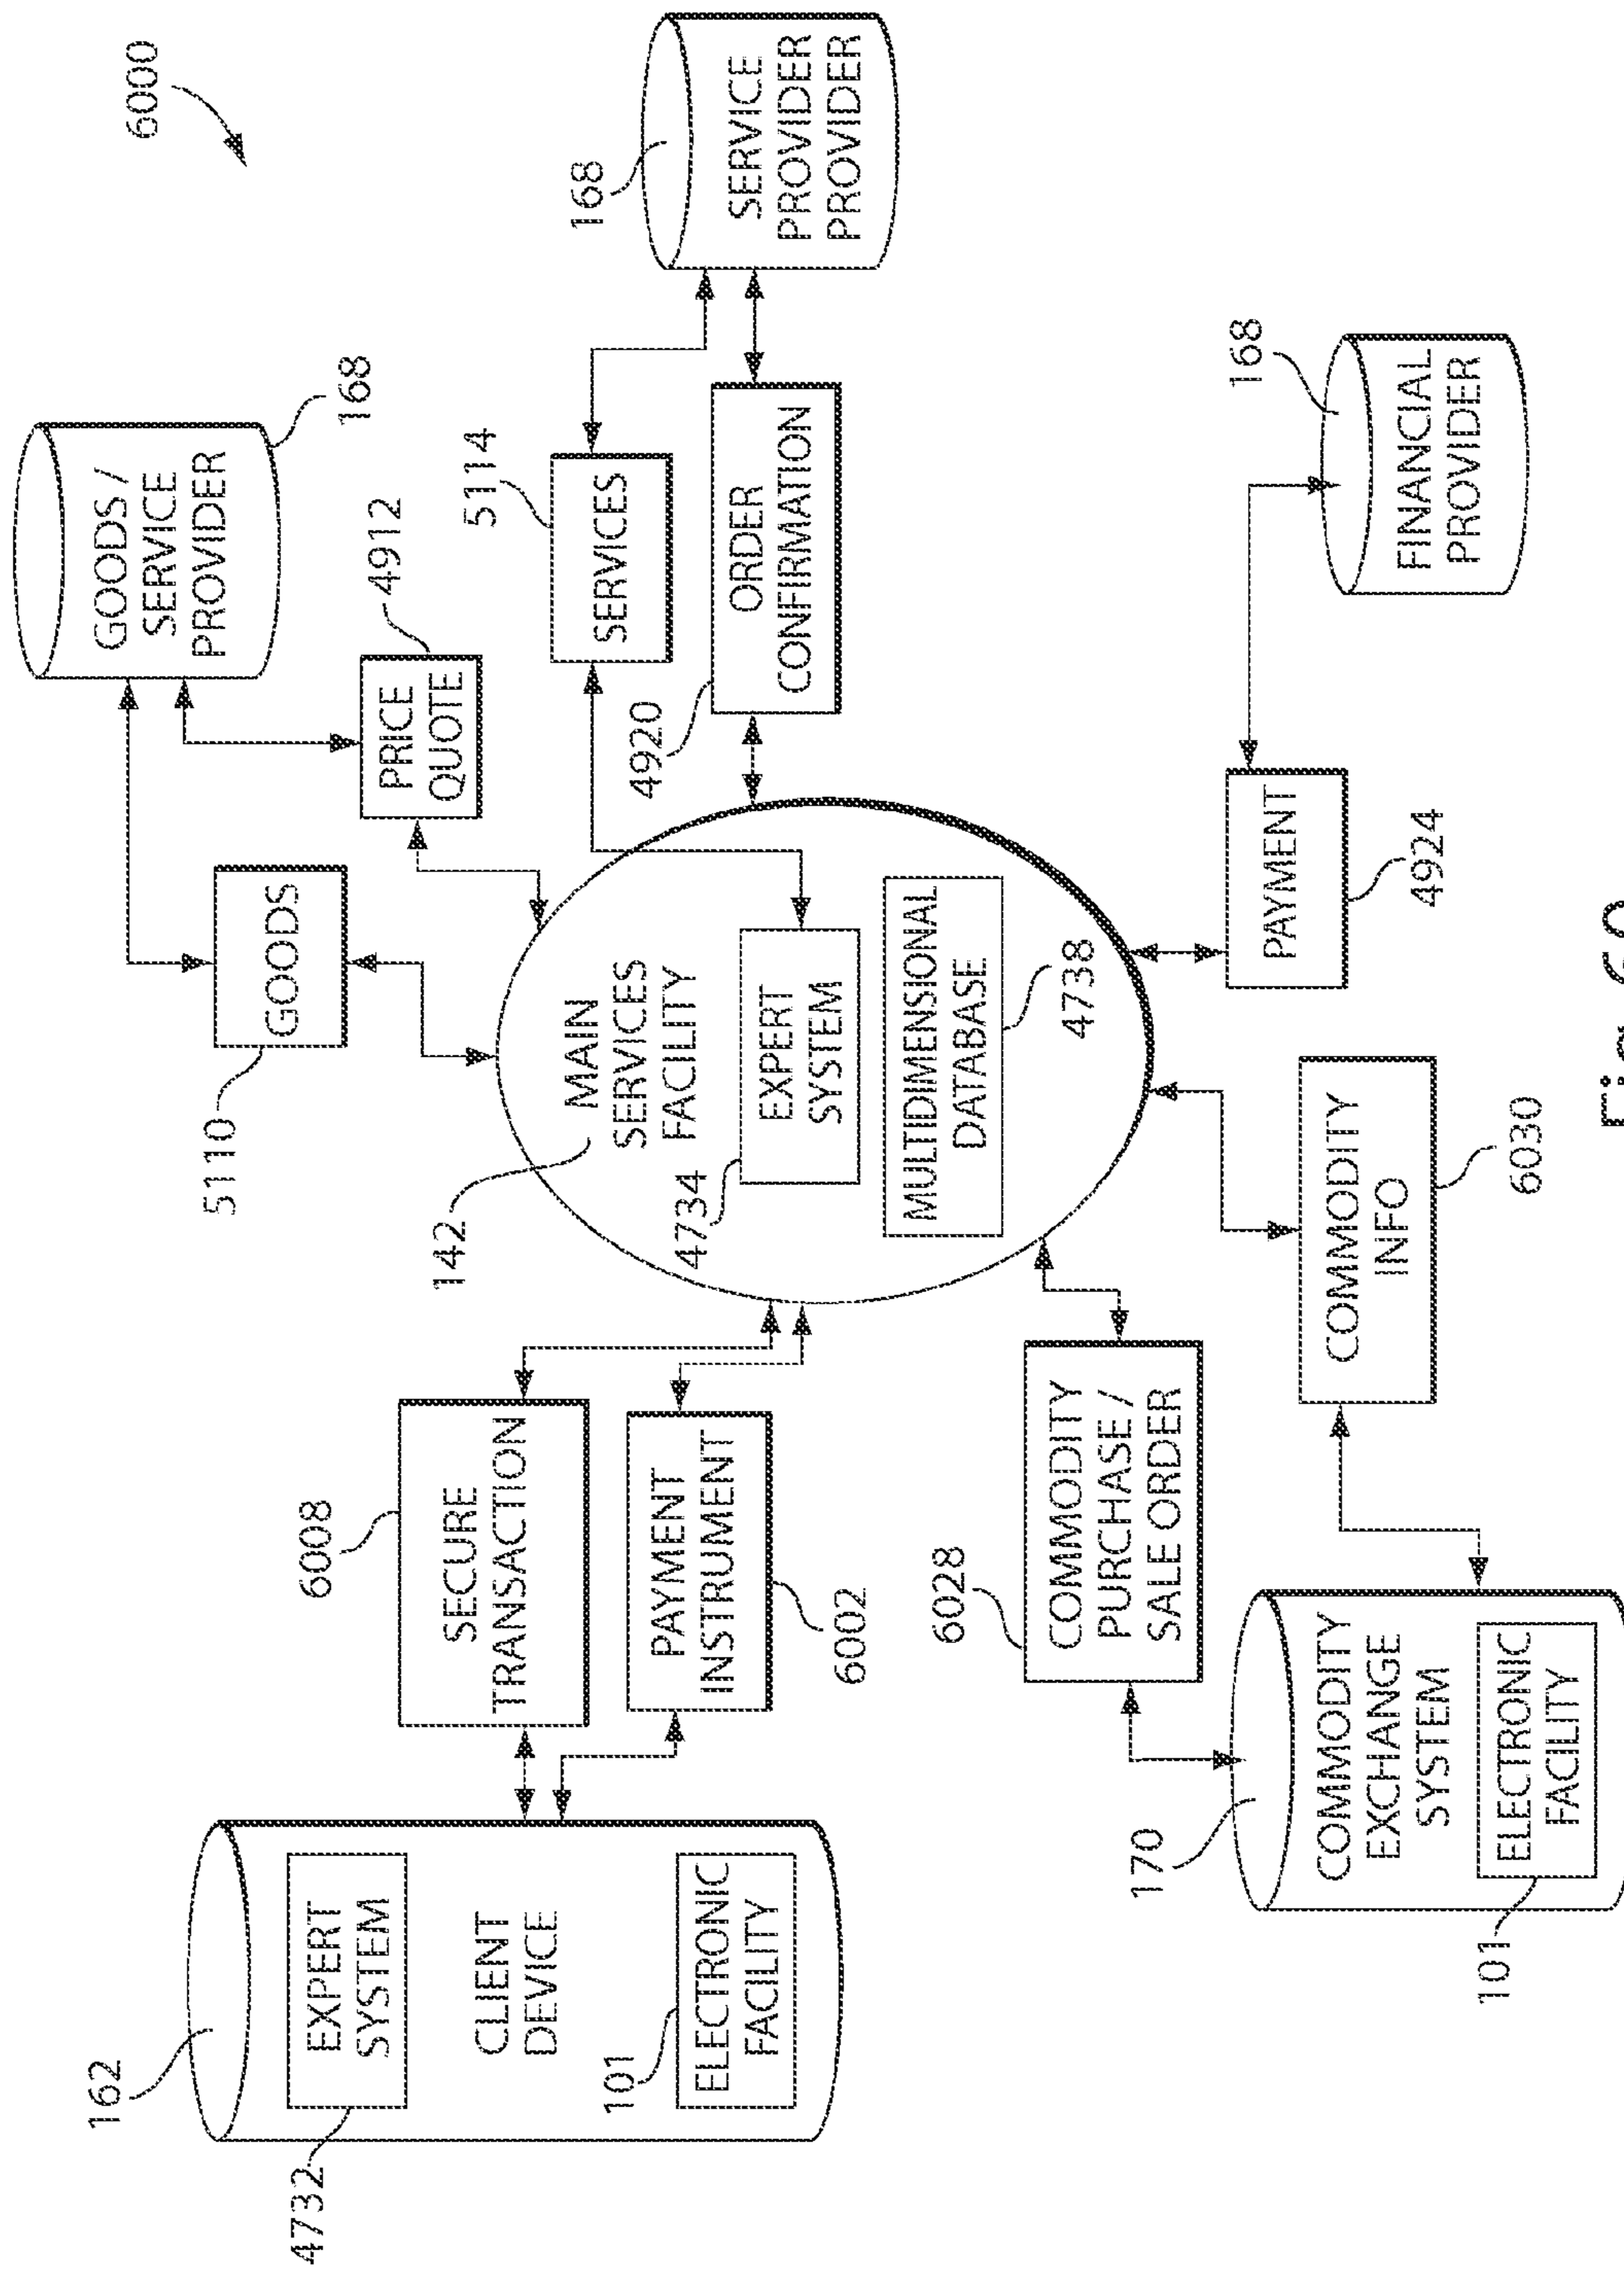 6000
GOODS /
SERVICE
PROVIDER
168
162
EXPERT
SYSTEM
4732
CLIENT
DEVICE
101
ELECTRONIC
FACILITY
6008
SECURE
TRANSACTION
PAYMENT
INSTRUMENT
6002
5110
GOODS
PRICE
QUOTE
4912
5114
SERVICES
4920
ORDER
CONFIRMATION
168
SERVICE
PROVIDER
PROVIDER
142
MAIN
SERVICES
FACILITY
4734
EXPERT
SYSTEM
MULTIDIMENSIONAL
DATABASE
4738
6028
COMMODITY
PURCHASE /
SALE ORDER
170
COMMODITY
EXCHANGE
SYSTEM
101
ELECTRONIC
FACILITY
COMMODITY
INFO
6030
PAYMENT
4924
168
FINANCIAL
PROVIDER